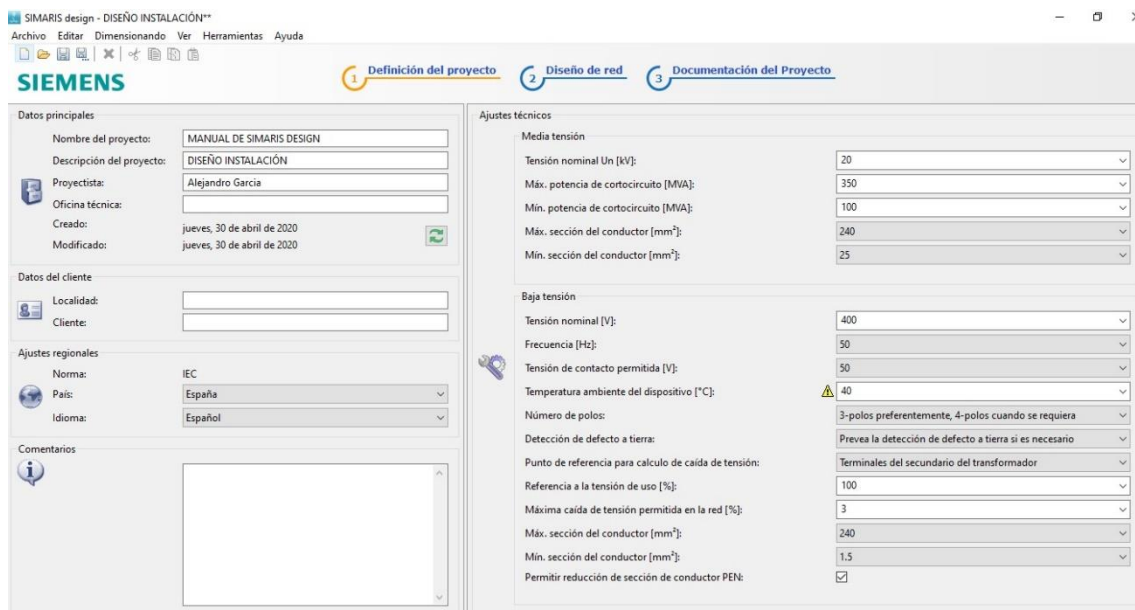 SIMARIS design - DISEÑO INSTALACIÓN**
Archivo Editar Dimensionando Ver Herramientas Ayuda
SIEMENS
1 Definición del proyecto
2 Diseño de red
3 Documentación del Proyecto
Datos principales
Nombre del proyecto: MANUAL DE SIMARIS DESIGN
Descripción del proyecto: DISEÑO INSTALACIÓN
Proyectista: Alejandro Garcia
Oficina técnica:
Creado: jueves, 30 de abril de 2020
Modificado: jueves, 30 de abril de 2020
Datos del cliente
Localidad:
Cliente:
Ajustes regionales
Norma: IEC
País: España
Idioma: Español
Comentarios
Ajustes técnicos
Media tensión
Tensión nominal Un [kV]: 20
Máx. potencia de cortocircuito [MVA]: 350
Mín. potencia de cortocircuito [MVA]: 100
Máx. sección del conductor [mm²]: 240
Mín. sección del conductor [mm²]: 25
Baja tensión
Tensión nominal [V]: 400
Frecuencia [Hz]: 50
Tensión de contacto permitida [V]: 50
Temperatura ambiente del dispositivo [°C]: 40
Número de polos: 3-polos preferentemente, 4-polos cuando se requiera
Detección de defecto a tierra: Prevea la detección de defecto a tierra si es necesario
Punto de referencia para calculo de caída de tensión: Terminales del secundario del transformador
Referencia a la tensión de uso [%]: 100
Máxima caída de tensión permitida en la red [%]: 3
Máx. sección del conductor [mm²]: 240
Mín. sección del conductor [mm²]: 1.5
Permitir reducción de sección de conductor PEN: